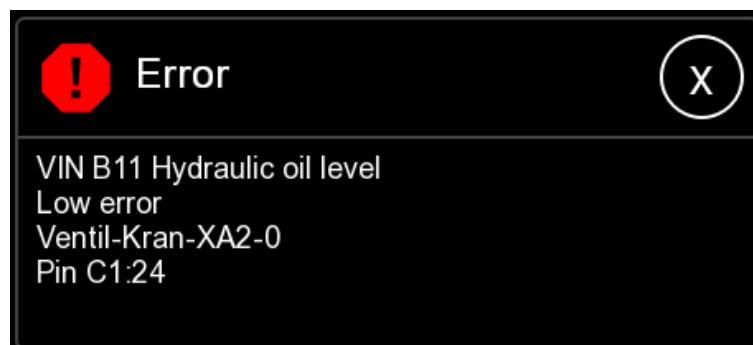 ! Error X
VIN B11 Hydraulic oil level
Low error
Ventil-Kran-XA2-0
Pin C1:24